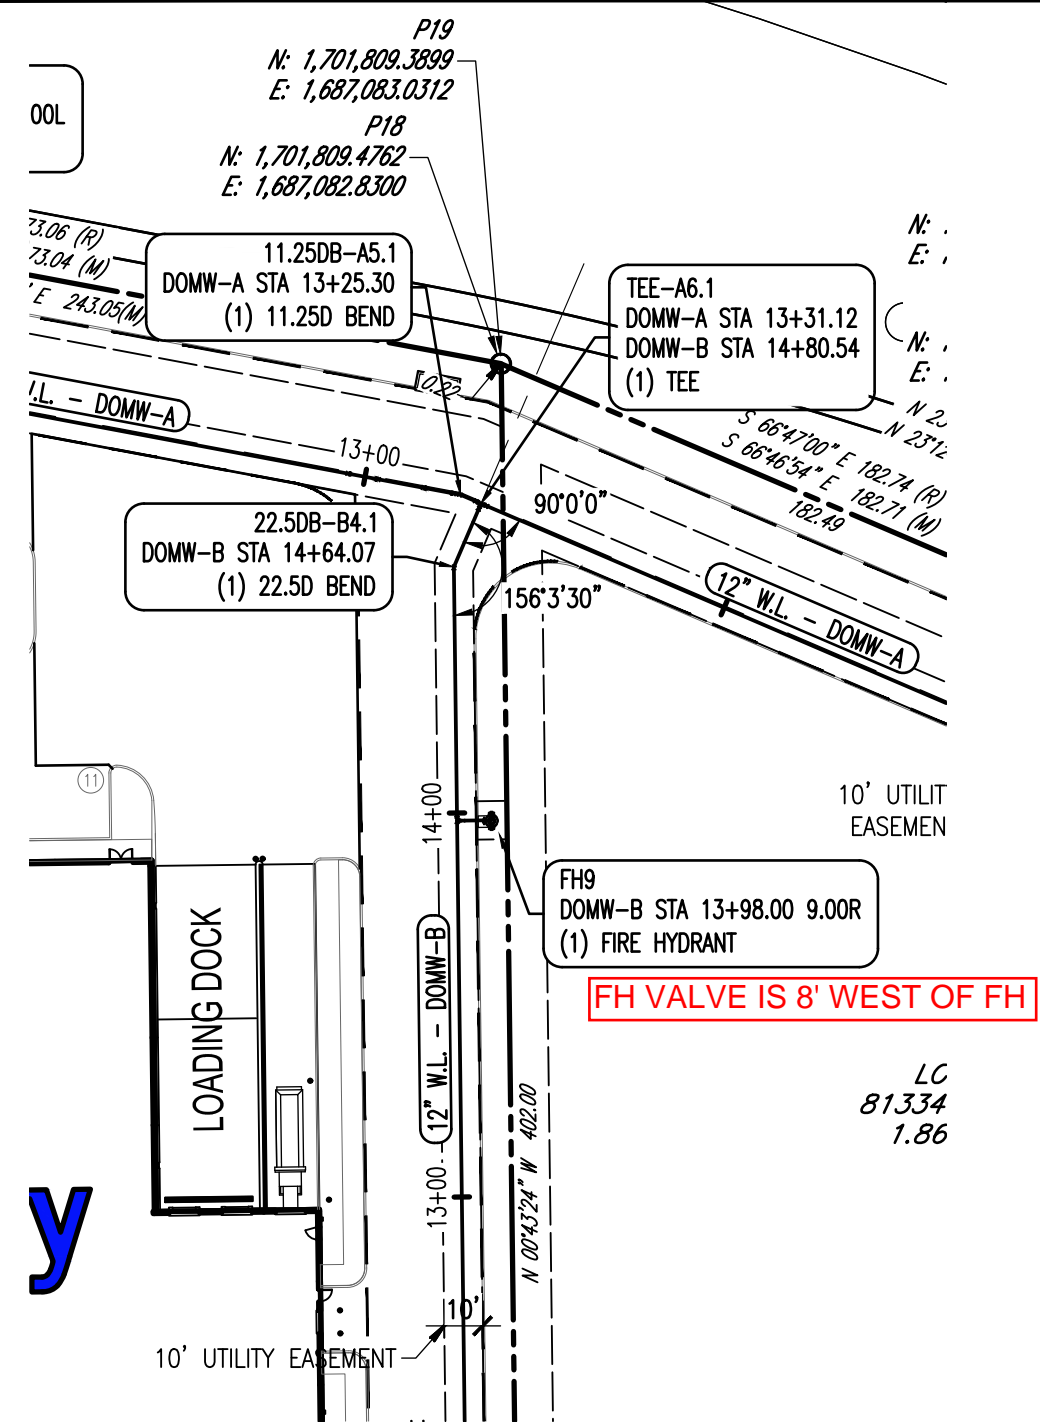 P19
N: 1,701,809.3899
E: 1,687,083.0312
P18
N: 1,701,809.4762
E: 1,687,082.8300
00L
73.06 (R)
73.04 (M)
' E 243.05(M)
11.25DB-A5.1
DOMW-A STA 13+25.30
(1) 11.25D BEND
TEE-A6.1
DOMW-A STA 13+31.12
DOMW-B STA 14+80.54
(1) TEE
N:
E:
N:
E:
N 23°12
S 66°47'00" E 182.74 (R)
S 66°46'54" E 182.71 (M)
182.49
0.22
.L. - DOMW-A
13+00
22.5DB-B4.1
DOMW-B STA 14+64.07
(1) 22.5D BEND
90°0'0"
156°3'30"
12" W.L. - DOMW-A
11
14+00
10' UTILIT
EASEMEN
FH9
DOMW-B STA 13+98.00 9.00R
(1) FIRE HYDRANT
FH VALVE IS 8' WEST OF FH
LOADING DOCK
12" W.L. - DOMW-B
N 00°43'24" W 402.00
LO
81334
1.86
13+00
y
10'
10' UTILITY EASEMENT